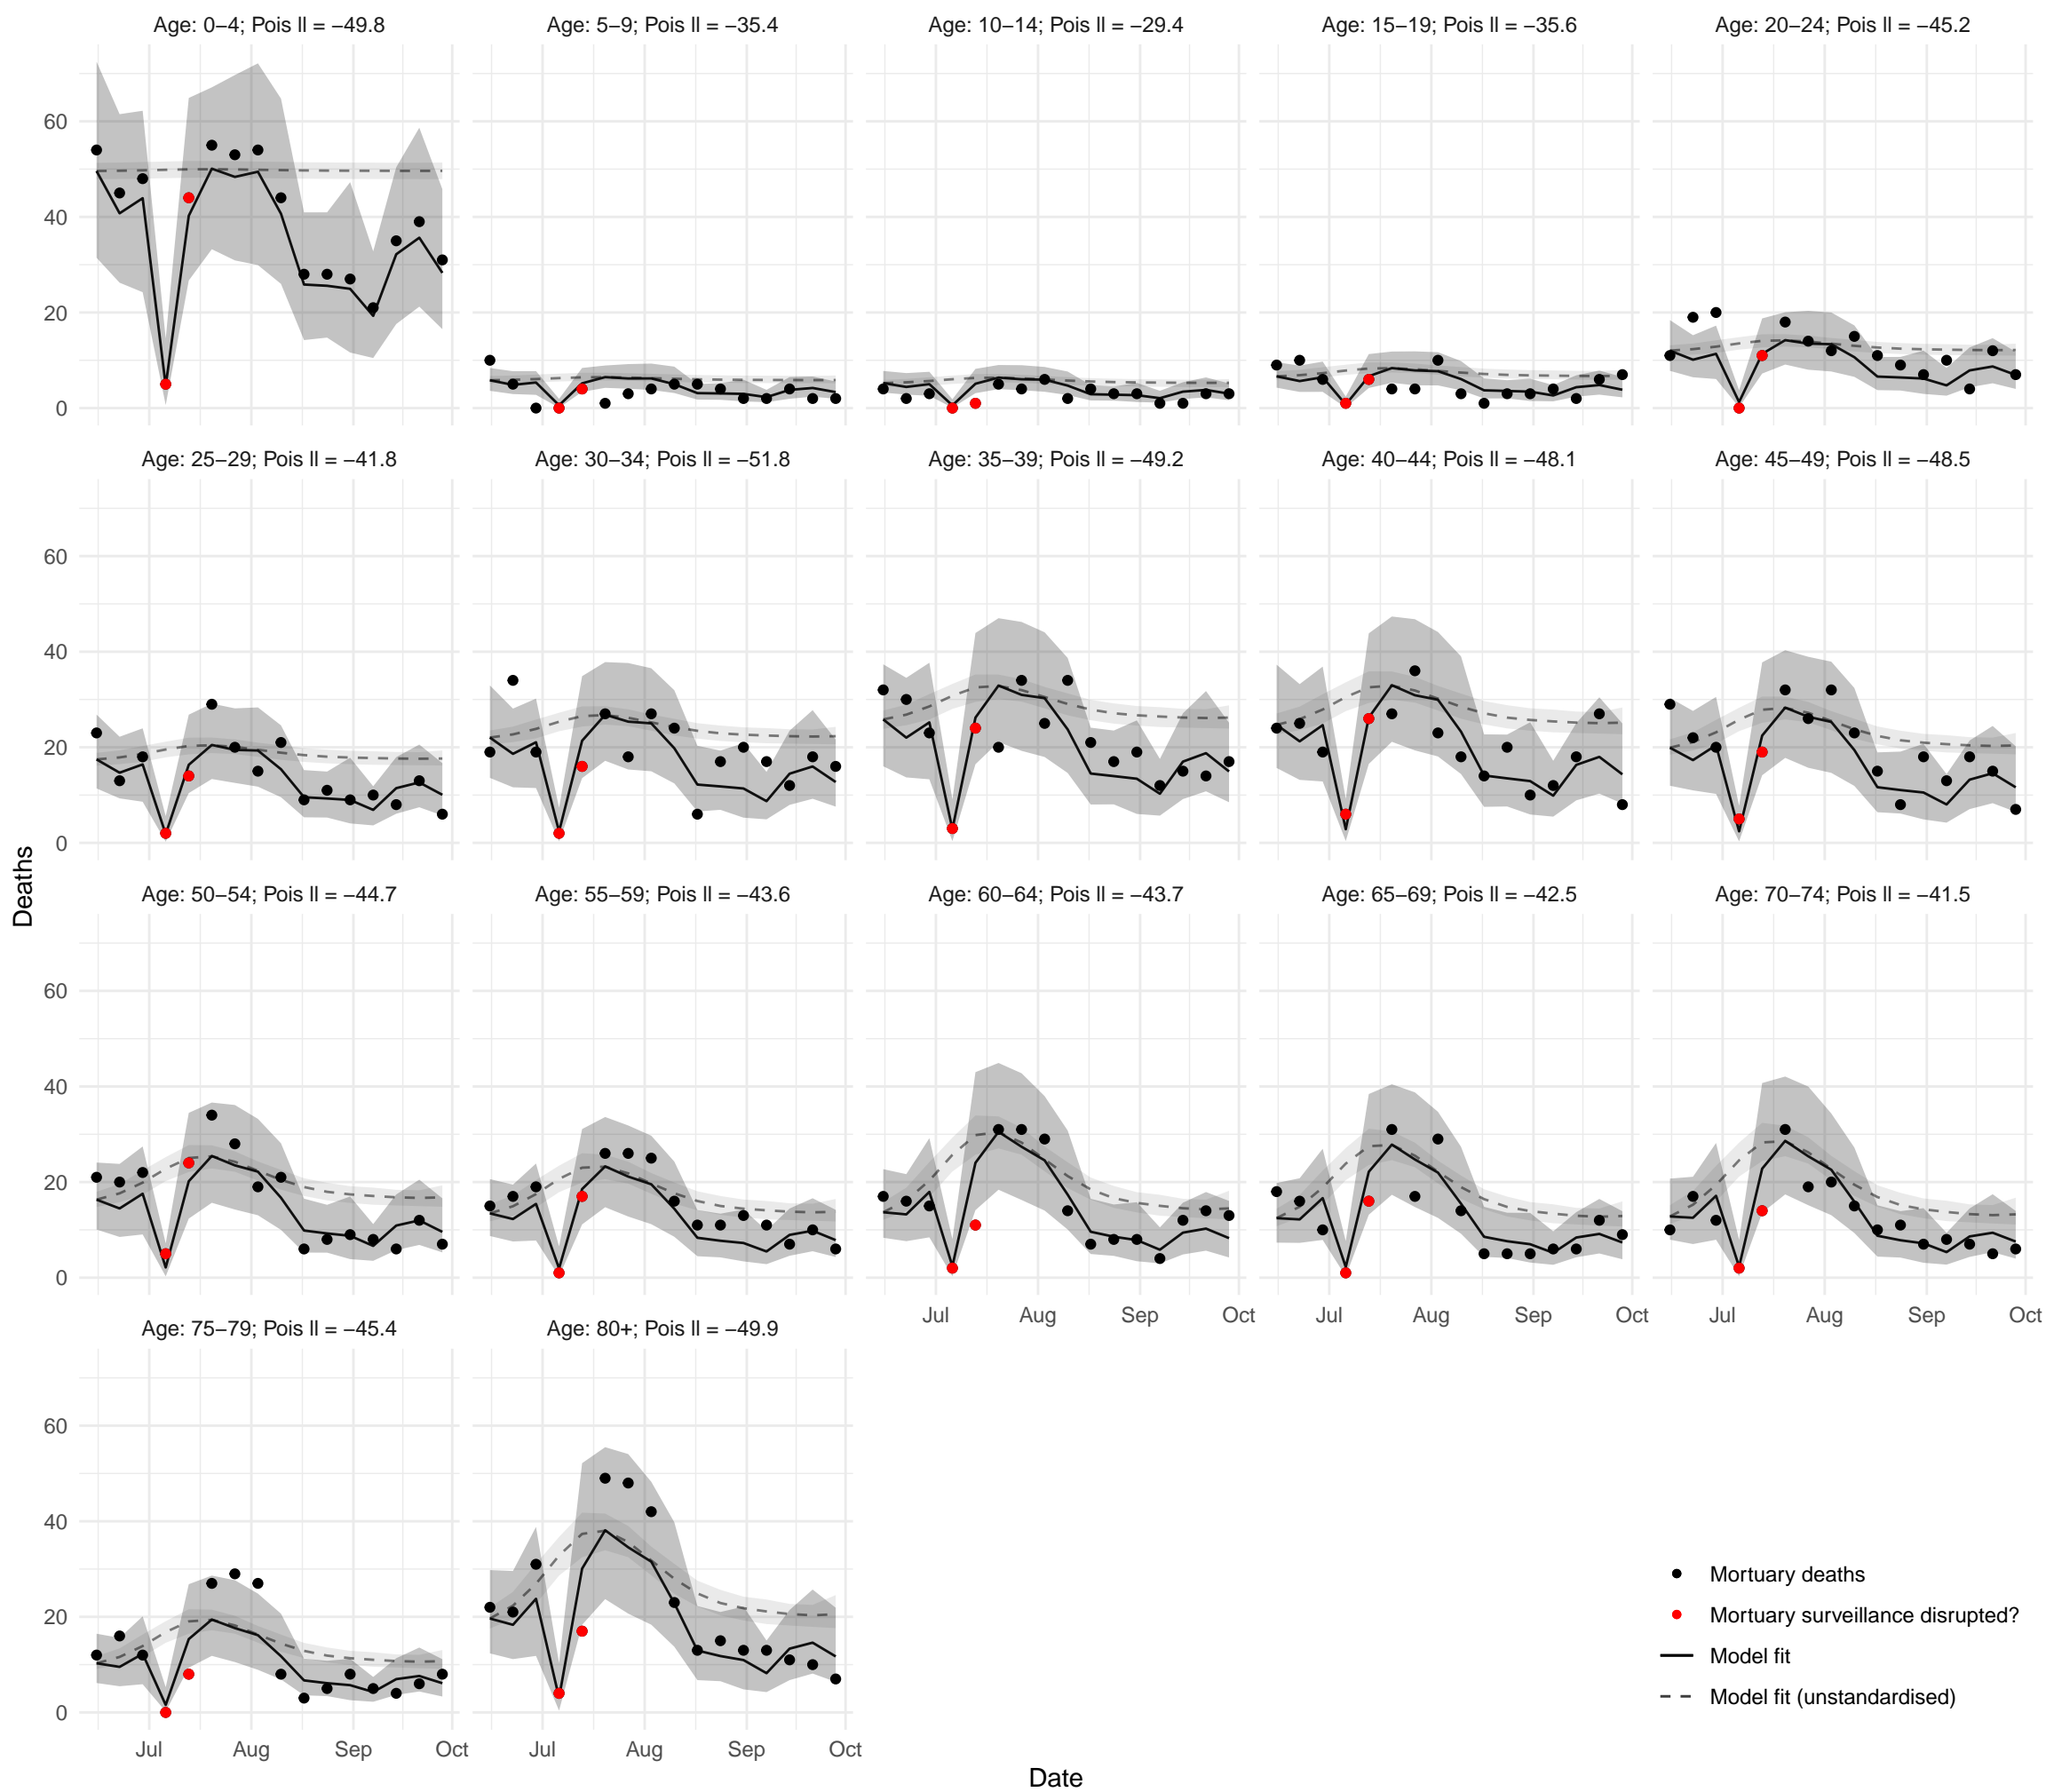 Age: 0−4; Pois ll = −49.8
Age: 5−9; Pois ll = −35.4
Age: 10−14; Pois ll = −29.4
Age: 15−19; Pois ll = −35.6
Age: 20−24; Pois ll = −45.2
60
40
20
0
Age: 25−29; Pois ll = −41.8
Age: 30−34; Pois ll = −51.8
Age: 35−39; Pois ll = −49.2
Age: 40−44; Pois ll = −48.1
Age: 45−49; Pois ll = −48.5
60
40
20
0
Deaths
Age: 50−54; Pois ll = −44.7
Age: 55−59; Pois ll = −43.6
Age: 60−64; Pois ll = −43.7
Age: 65−69; Pois ll = −42.5
Age: 70−74; Pois ll = −41.5
60
40
20
0
Jul Aug Sep Oct
Jul Aug Sep Oct
Jul Aug Sep Oct
Age: 75−79; Pois ll = −45.4
Age: 80+; Pois ll = −49.9
60
40
20
0
Jul Aug Sep Oct
Jul Aug Sep Oct
Mortuary deaths
Mortuary surveillance disrupted?
Model fit
Model fit (unstandardised)
Date